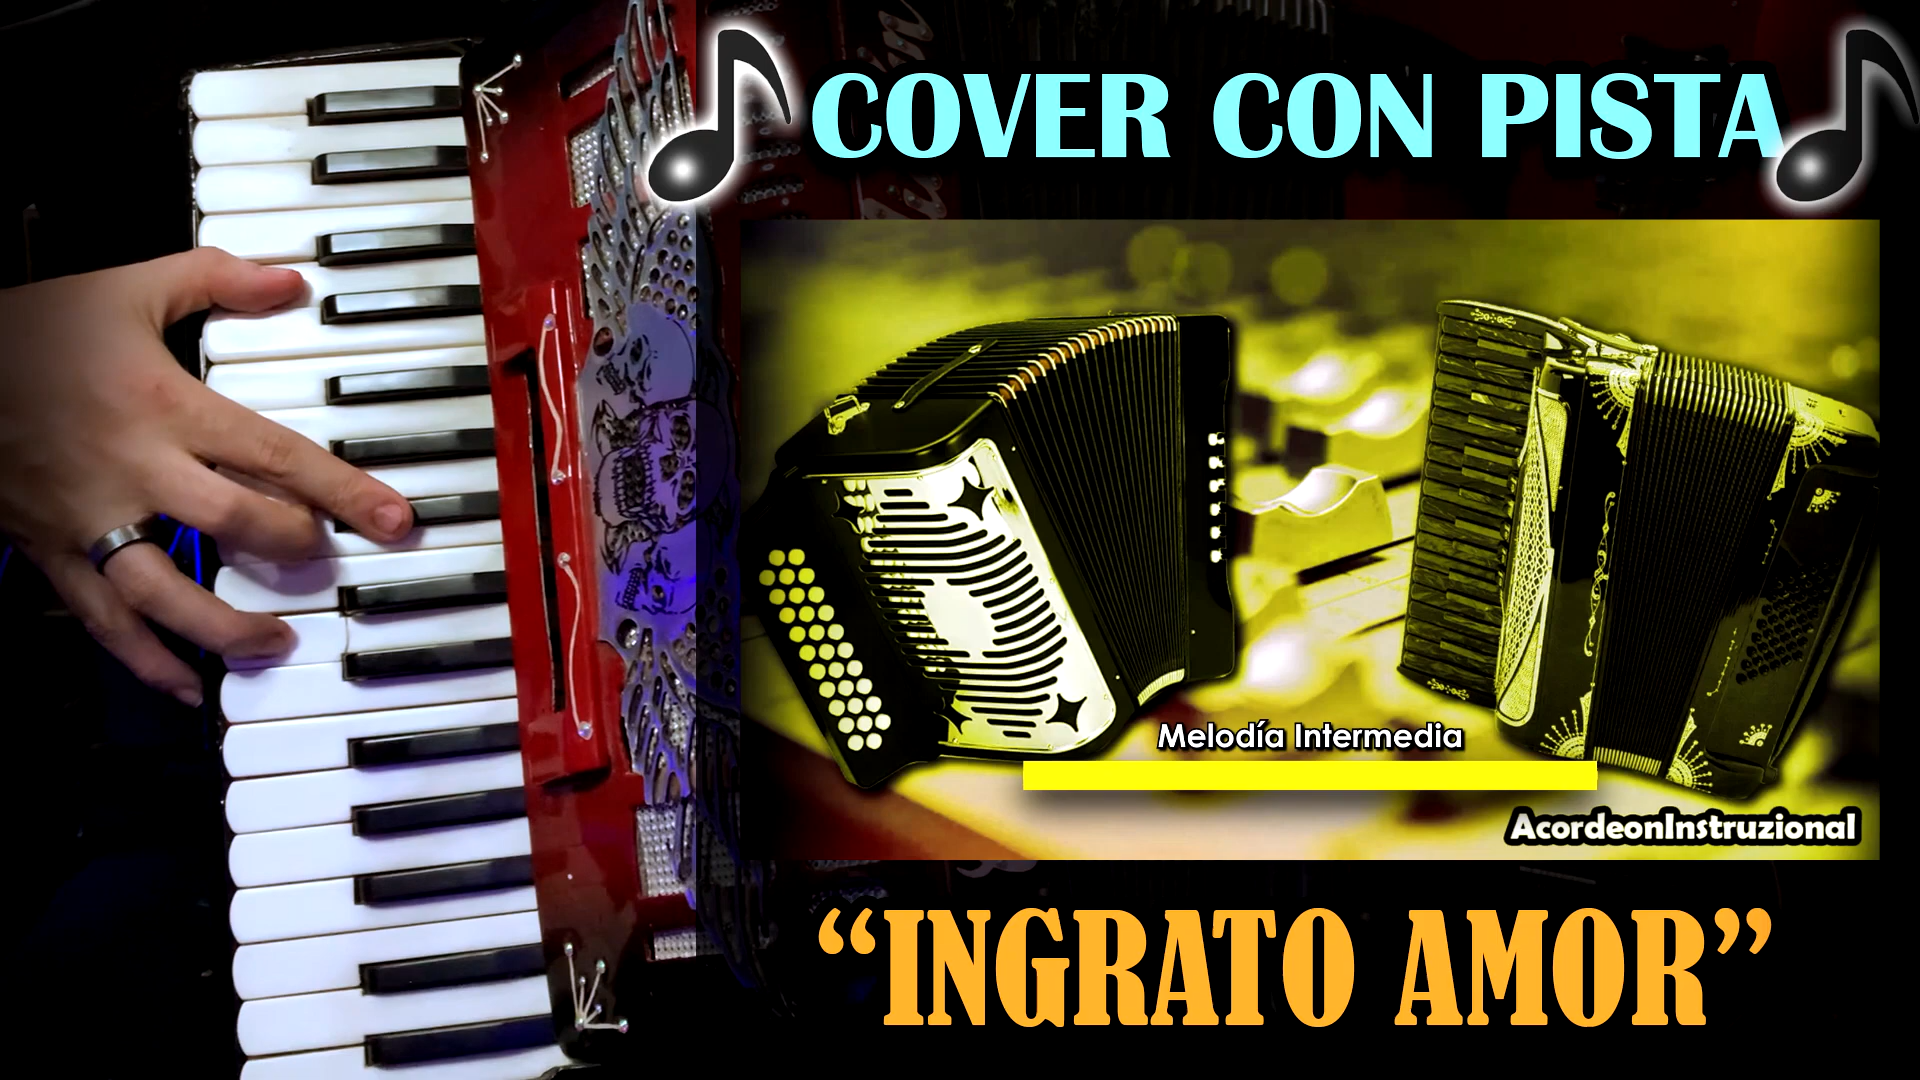 COVER CON PISTA
Melodía Intermedia
AcordeonInstruzional
“INGRATO AMOR”